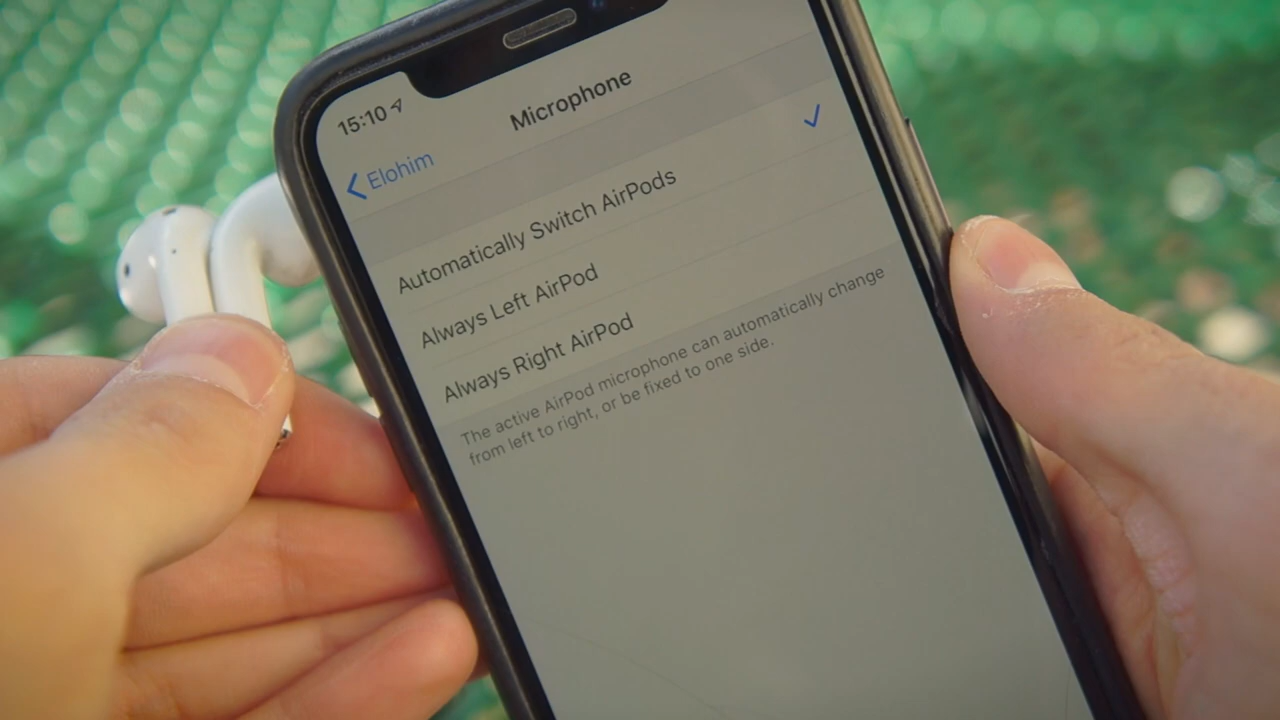 15:10
Microphone
Elohim
Automatically Switch AirPods
Always Left AirPod
Always Right AirPod
The active AirPod microphone can automatically change
from left to right, or be fixed to one side.